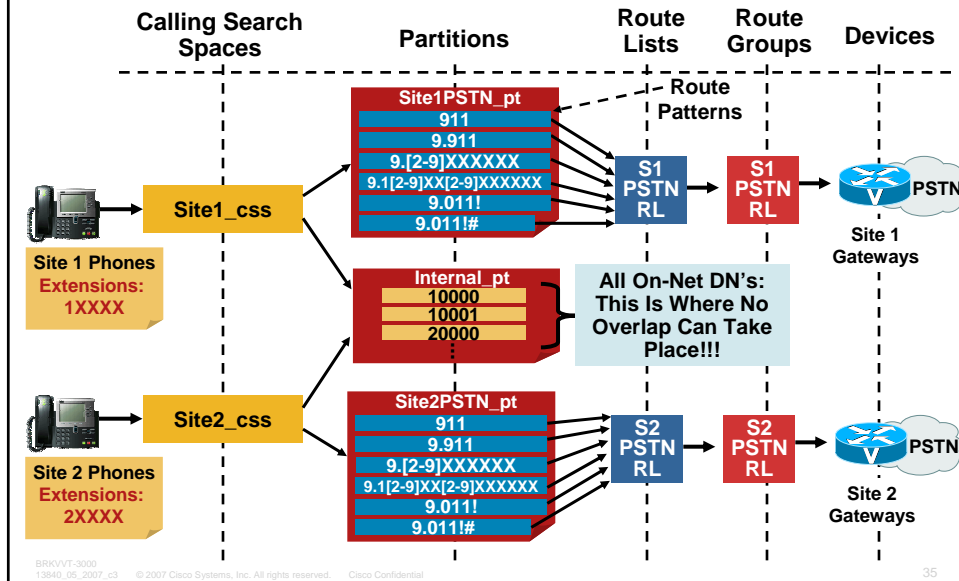 Calling Search
Spaces
Partitions
Route
Lists
Route
Groups
Devices
Site1PSTN_pt
911
9.911
9.[2-9]XXXXXX
9.1[2-9]XX[2-9]XXXXXX
9.011!
9.011!#
Route
Patterns
Site1_css
S1
PSTN
RL
S1
PSTN
RL
V
PSTN
Site 1
Gateways
Site 1 Phones
Extensions:
1XXXX
Internal_pt
10000
10001
20000
All On-Net DN's:
This Is Where No
Overlap Can Take
Place!!!
Site2_css
Site2PSTN_pt
911
9.911
9.[2-9]XXXXXX
9.1[2-9]XX[2-9]XXXXXX
9.011!
9.011!#
S2
PSTN
RL
S2
PSTN
RL
V
PSTN
Site 2
Gateways
Site 2 Phones
Extensions:
2XXXX
BRKVVT-3000
13840_05_2007_c3 © 2007 Cisco Systems, Inc. All rights reserved. Cisco Confidential
35